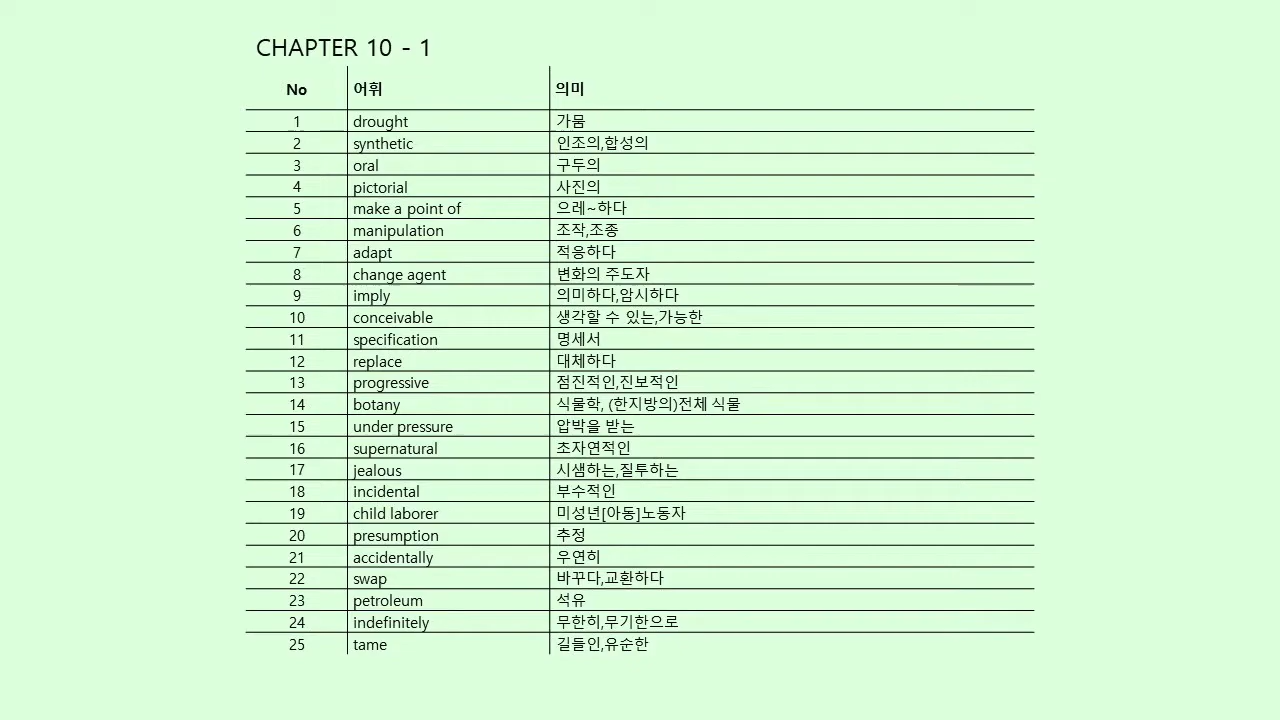 CHAPTER 10 - 1
No 어휘 의미
1 drought 가뭄
2 synthetic 인조의,합성의
3 oral 구두의
4 pictorial 사진의
5 make a point of 으레~하다
6 manipulation 조작,조종
7 adapt 적응하다
8 change agent 변화의 주도자
9 imply 의미하다,암시하다
10 conceivable 생각할 수 있는,가능한
11 specification 명세서
12 replace 대체하다
13 progressive 점진적인,진보적인
14 botany 식물학, (한지방의)전체 식물
15 under pressure 압박을 받는
16 supernatural 초자연적인
17 jealous 시샘하는,질투하는
18 incidental 부수적인
19 child laborer 미성년[아동]노동자
20 presumption 추정
21 accidentally 우연히
22 swap 바꾸다,교환하다
23 petroleum 석유
24 indefinitely 무한히,무기한으로
25 tame 길들인,유순한